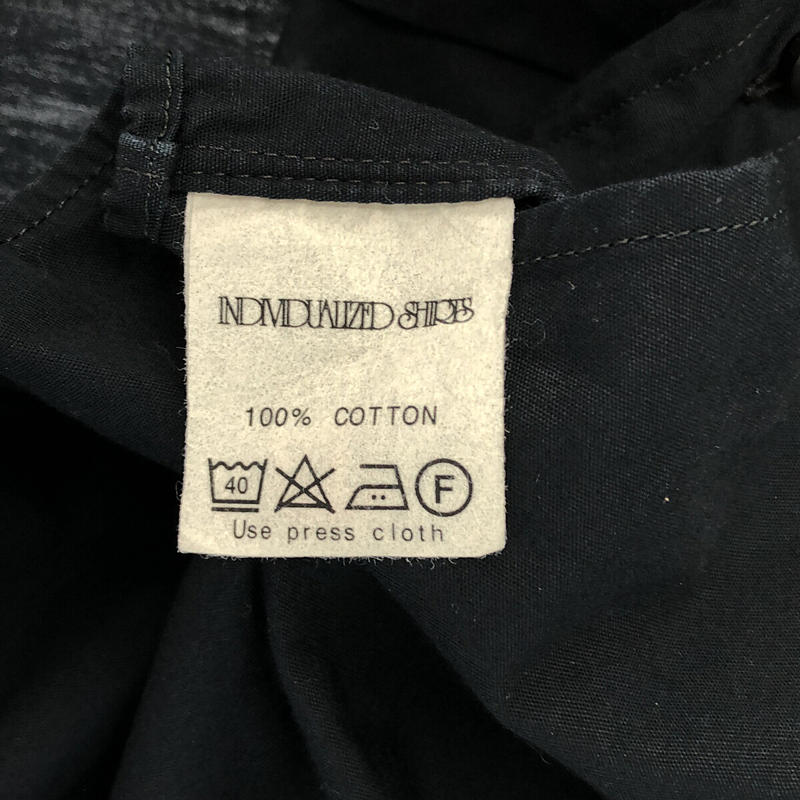 INDIVIDUALIZED SHIRTS
100% COTTON
40 F
Use press cloth